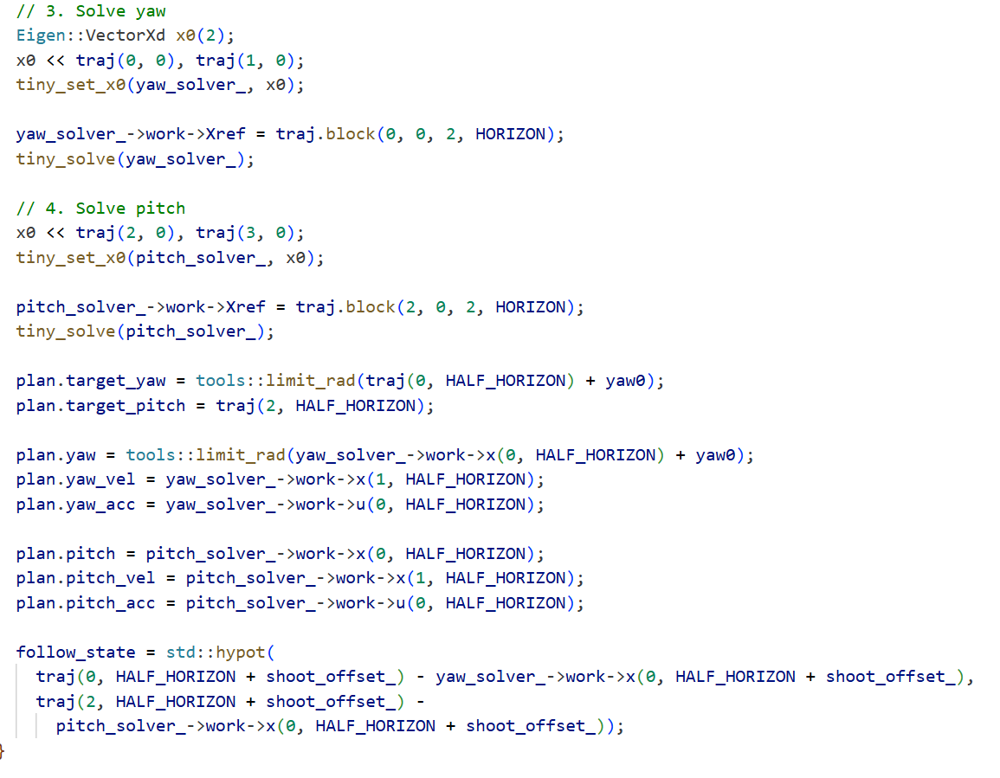 // 3. Solve yaw
Eigen::VectorXd x0(2);
x0 << traj(0, 0), traj(1, 0);
tiny_set_x0(yaw_solver_, x0);

yaw_solver_->work->Xref = traj.block(0, 0, 2, HORIZON);
tiny_solve(yaw_solver_);

// 4. Solve pitch
x0 << traj(2, 0), traj(3, 0);
tiny_set_x0(pitch_solver_, x0);

pitch_solver_->work->Xref = traj.block(2, 0, 2, HORIZON);
tiny_solve(pitch_solver_);

plan.target_yaw = tools::limit_rad(traj(0, HALF_HORIZON) + yaw0);
plan.target_pitch = traj(2, HALF_HORIZON);

plan.yaw = tools::limit_rad(yaw_solver_->work->x(0, HALF_HORIZON) + yaw0);
plan.yaw_vel = yaw_solver_->work->x(1, HALF_HORIZON);
plan.yaw_acc = yaw_solver_->work->u(0, HALF_HORIZON);

plan.pitch = pitch_solver_->work->x(0, HALF_HORIZON);
plan.pitch_vel = pitch_solver_->work->x(1, HALF_HORIZON);
plan.pitch_acc = pitch_solver_->work->u(0, HALF_HORIZON);

follow_state = std::hypot(
  traj(0, HALF_HORIZON + shoot_offset_) - yaw_solver_->work->x(0, HALF_HORIZON + shoot_offset_),
  traj(2, HALF_HORIZON + shoot_offset_) -
    pitch_solver_->work->x(0, HALF_HORIZON + shoot_offset_));
}